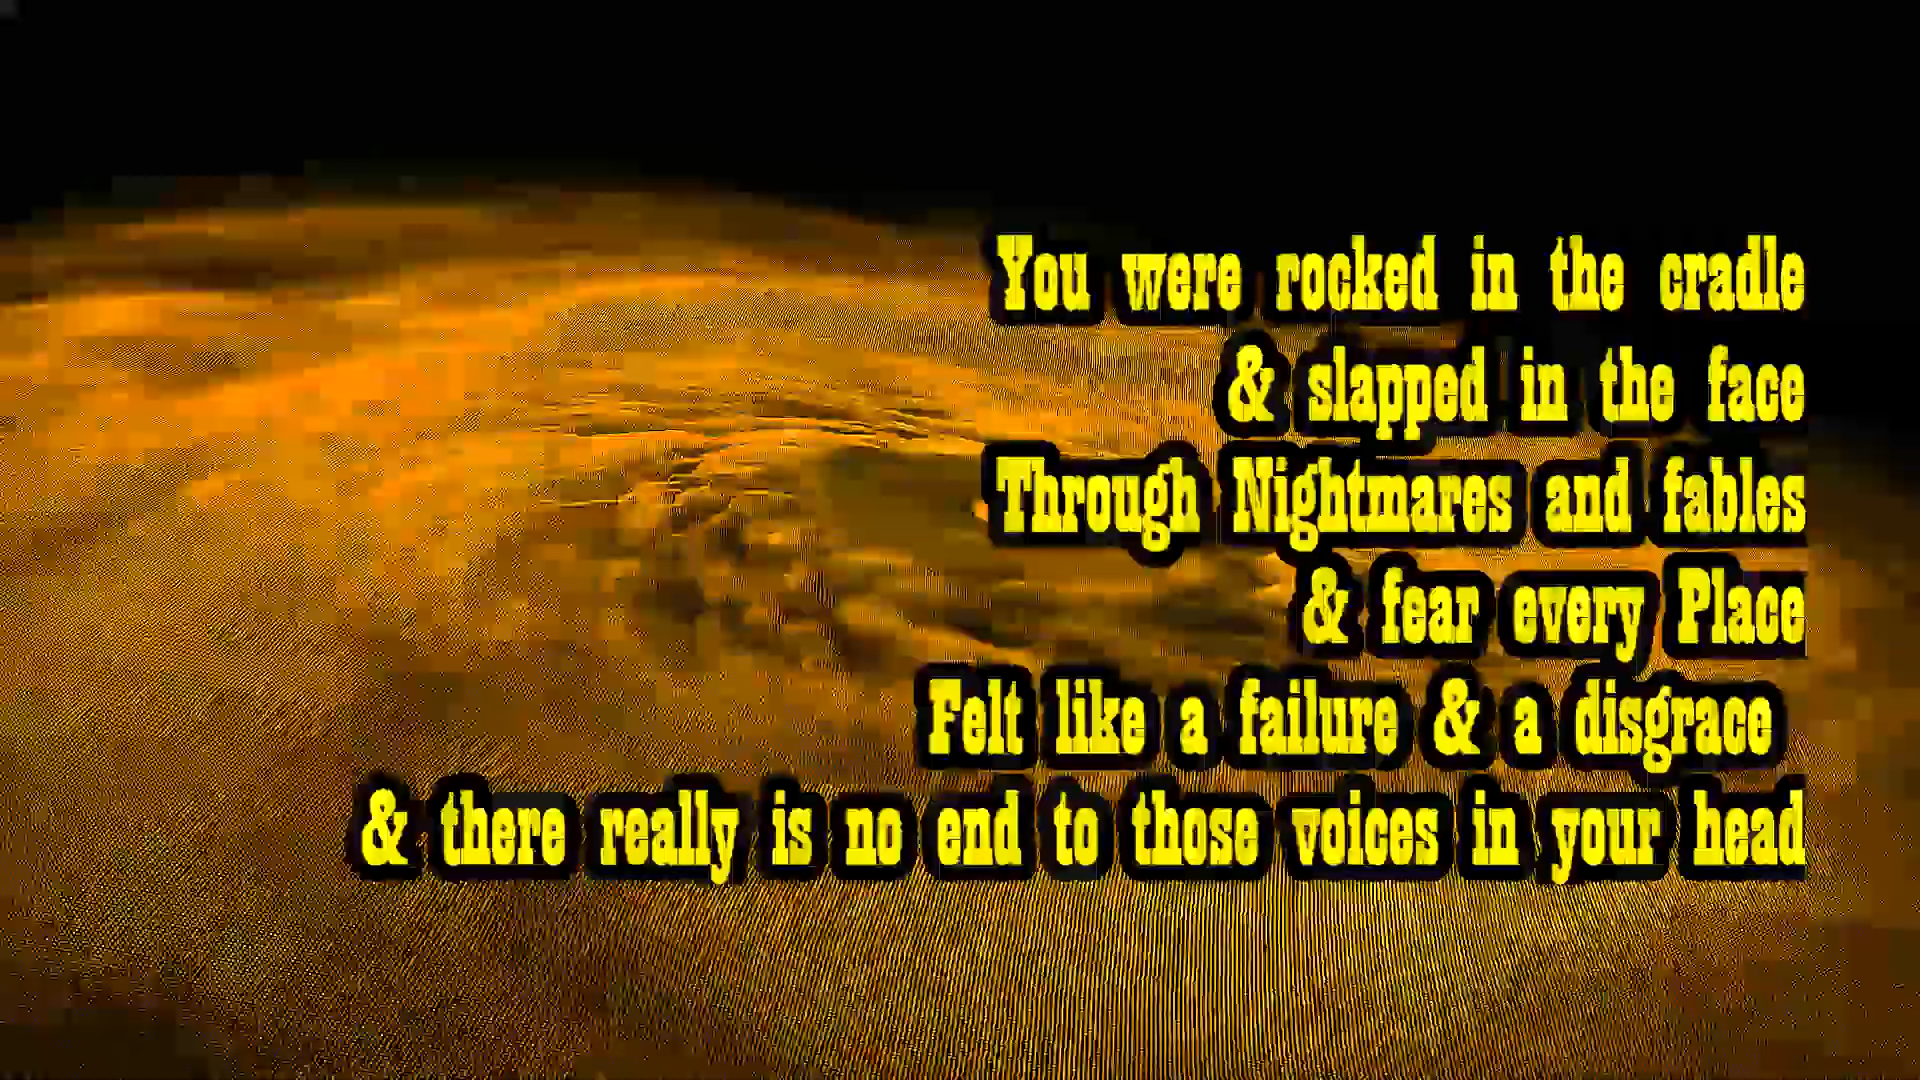 You were rocked in the cradle
& slapped in the face
Through Nightmares and fables
& fear every Place
Felt like a failure & a disgrace
& there really is no end to those voices in your head